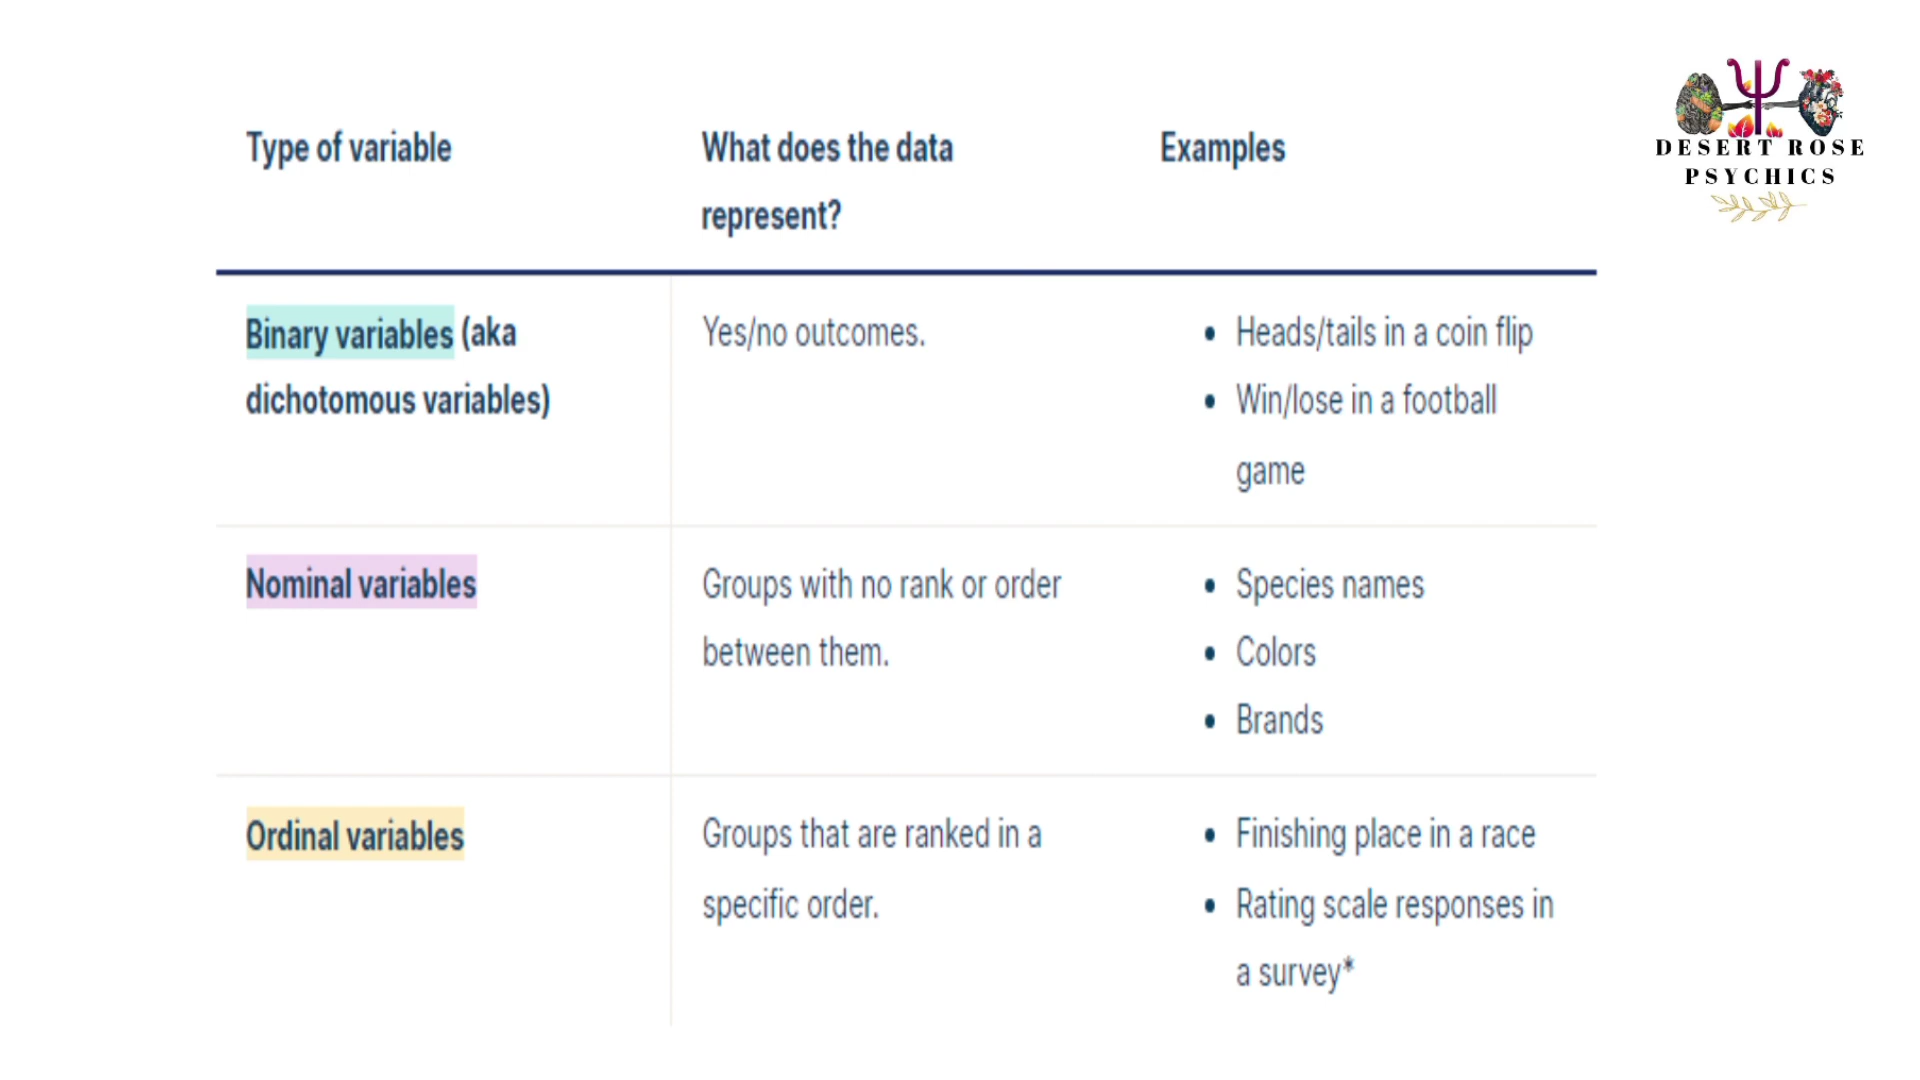 Type of variable
What does the data
represent?
Examples
DESERT ROSE
PSYCHICS
Binary variables (aka
dichotomous variables)
Yes/no outcomes.
• Heads/tails in a coin flip
• Win/lose in a football
game
Nominal variables
Groups with no rank or order
between them.
• Species names
• Colors
• Brands
Ordinal variables
Groups that are ranked in a
specific order.
• Finishing place in a race
• Rating scale responses in
a survey*